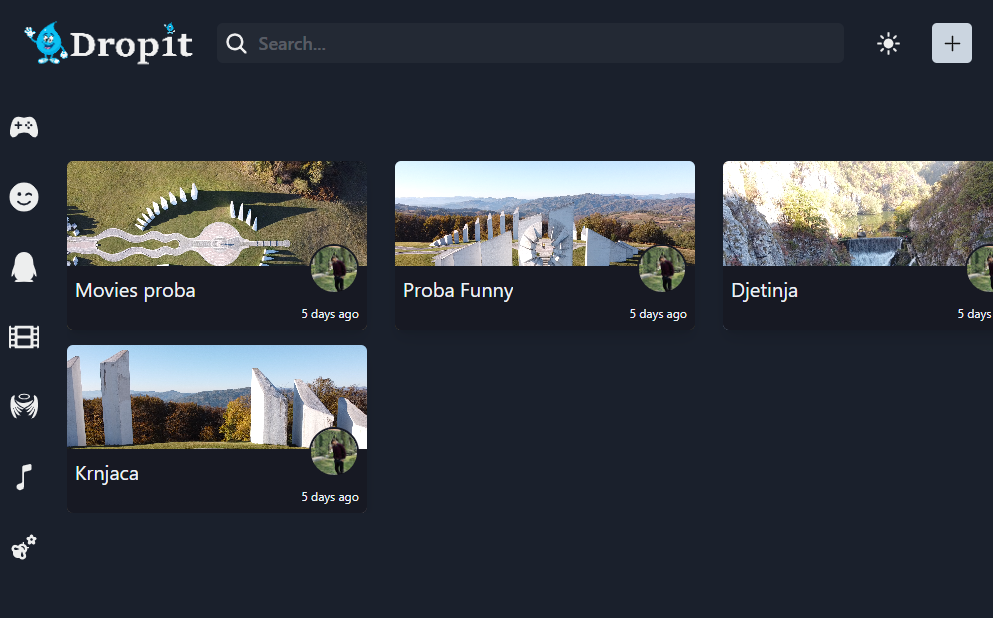 Dropit
Search...
Movies proba
5 days ago
Proba Funny
5 days ago
Djetinja
5 days
Krnjaca
5 days ago